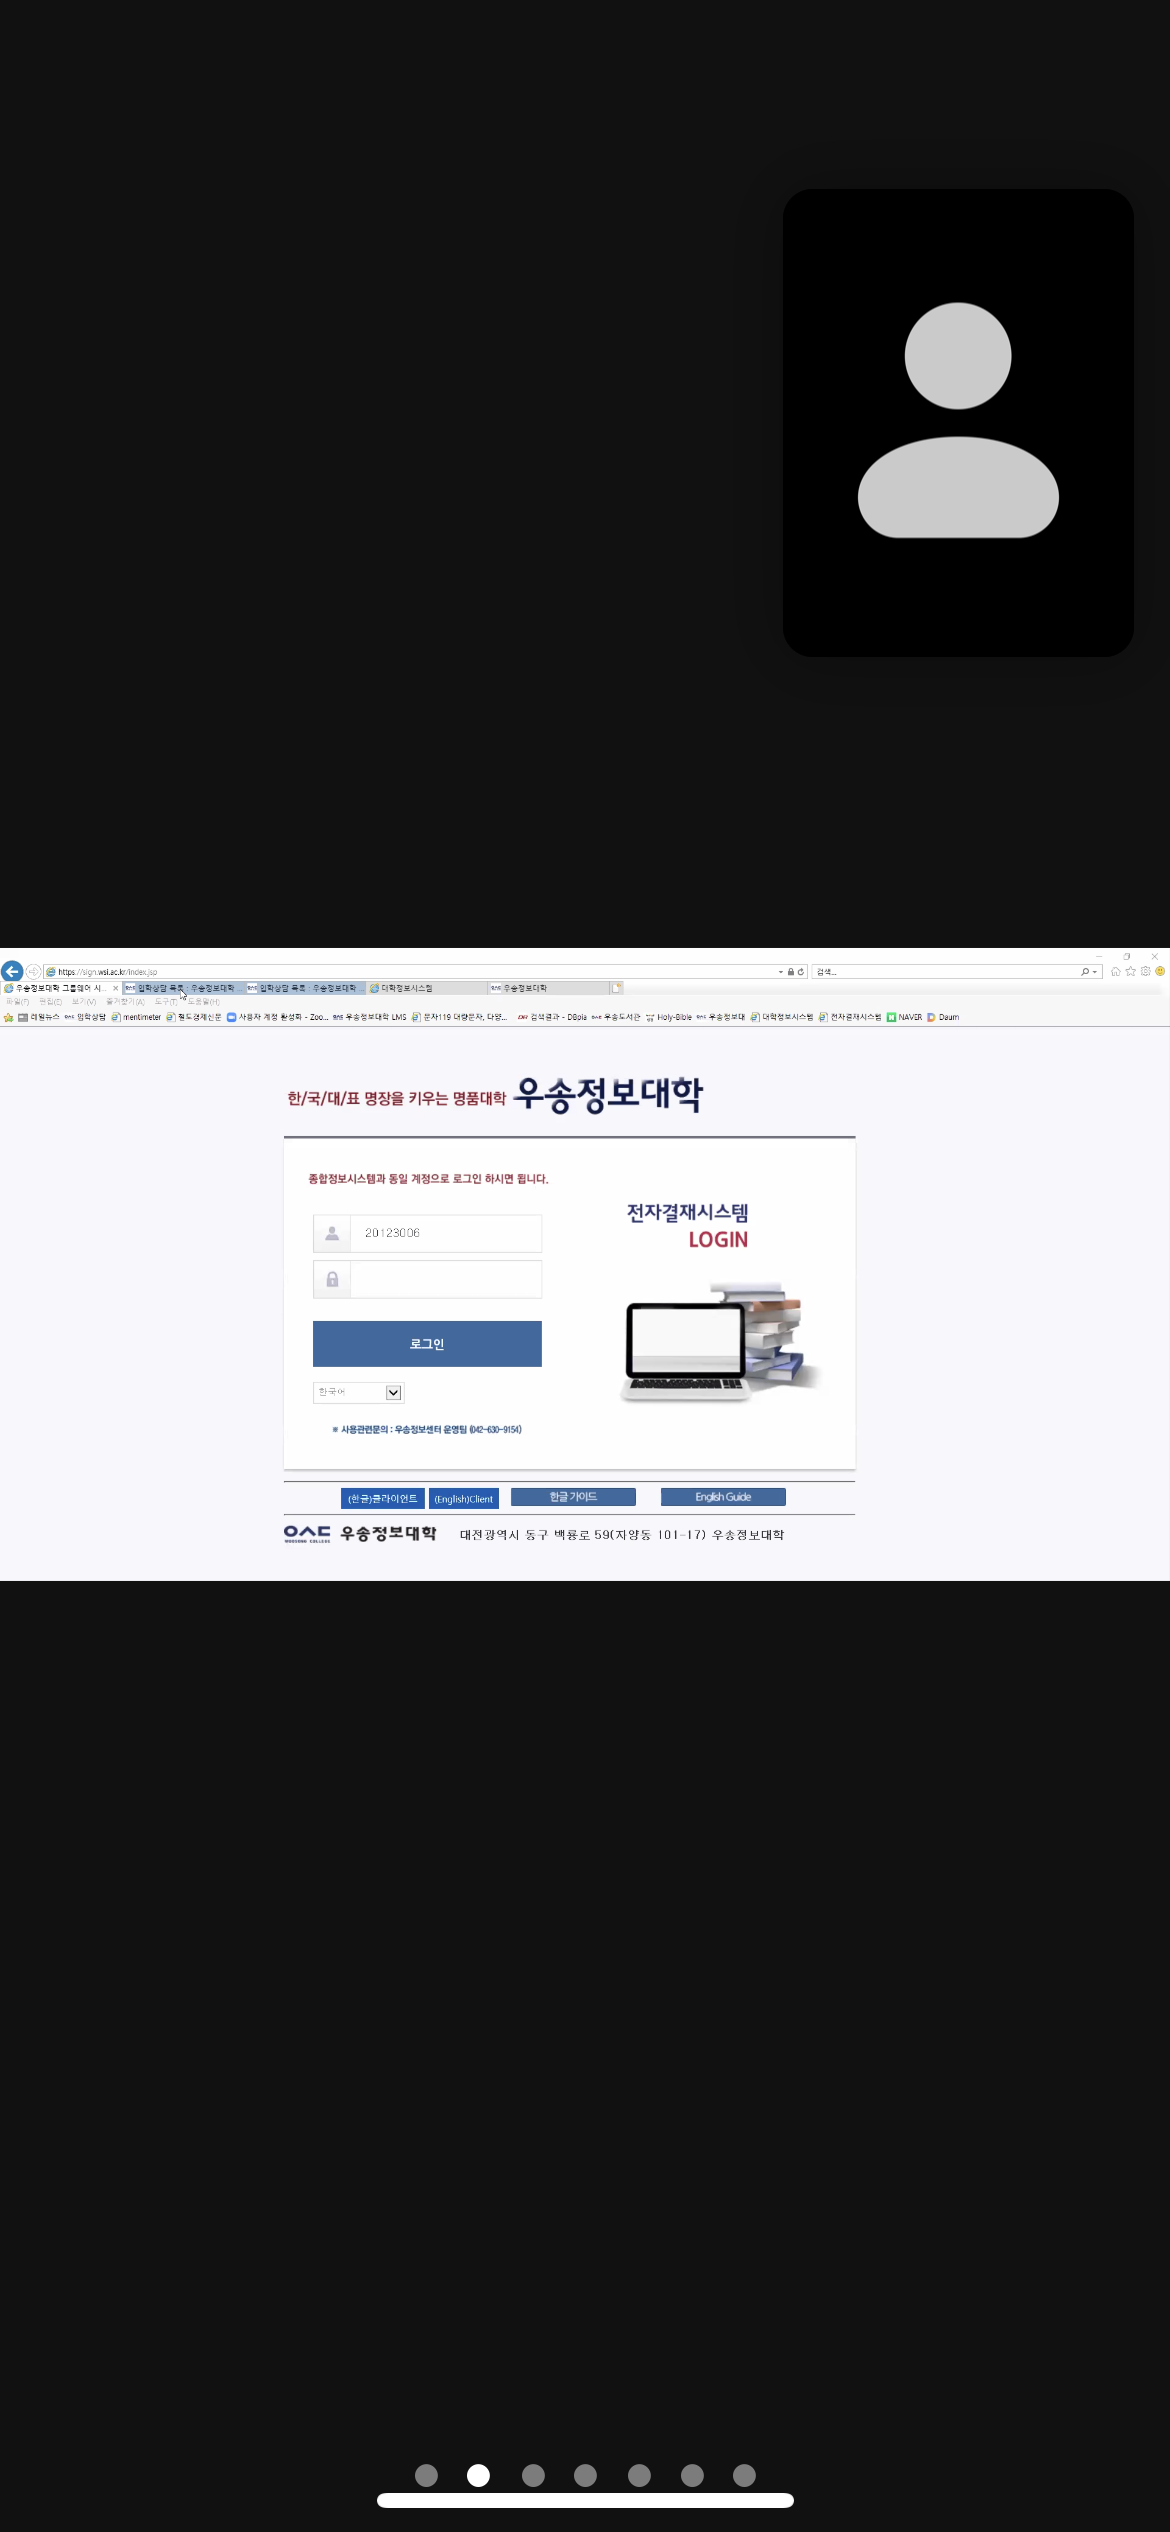 https://sign.wsi.ac.kr/index.jsp
검색...
우송정보대학 그룹웨어 시...
입학상담 목록 : 우송정보대학 ...
입학상담 목록 : 우송정보대학 ...
대학정보시스템
우송정보대학
파일(F) 편집(E) 보기(V) 즐겨찾기(A) 도구(T) 도움말(H)
레일뉴스 입학상담 mentimeter 철도경제신문 사용자 계정 활성화 - Zoo... 우송정보대학 LMS 문자119 대량문자, 다양... 검색결과 - DBpia 우송도서관 Holy-Bible 우송정보대 대학정보시스템 전자결재시스템 NAVER Daum
한/국/대/표 명장을 키우는 명품대학 우송정보대학
종합정보시스템과 동일 계정으로 로그인 하시면 됩니다.
20123006
로그인
한국어
※ 사용관련문의 : 우송정보센터 운영팀 (042-630-9154)
전자결재시스템
LOGIN
(한글)클라이언트 (English)Client 한글 가이드 English Guide
WOOSONG COLLEGE 우송정보대학 대전광역시 동구 백룡로 59(자양동 101-17) 우송정보대학